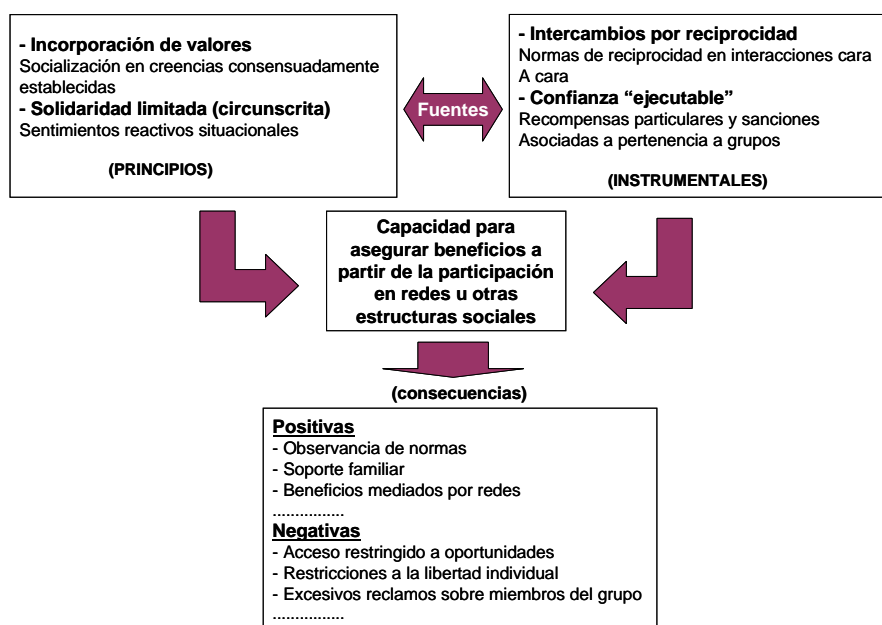 - Incorporación de valores
Socialización en creencias consensuadamente
establecidas
- Solidaridad limitada (circunscrita)
Sentimientos reactivos situacionales
(PRINCIPIOS)
Fuentes
- Intercambios por reciprocidad
Normas de reciprocidad en interacciones cara
A cara
- Confianza “ejecutable”
Recompensas particulares y sanciones
Asociadas a pertenencia a grupos
(INSTRUMENTALES)
Capacidad para
asegurar beneficios a
partir de la participación
en redes u otras
estructuras sociales
(consecuencias)
Positivas
- Observancia de normas
- Soporte familiar
- Beneficios mediados por redes
................
Negativas
- Acceso restringido a oportunidades
- Restricciones a la libertad individual
- Excesivos reclamos sobre miembros del grupo
................